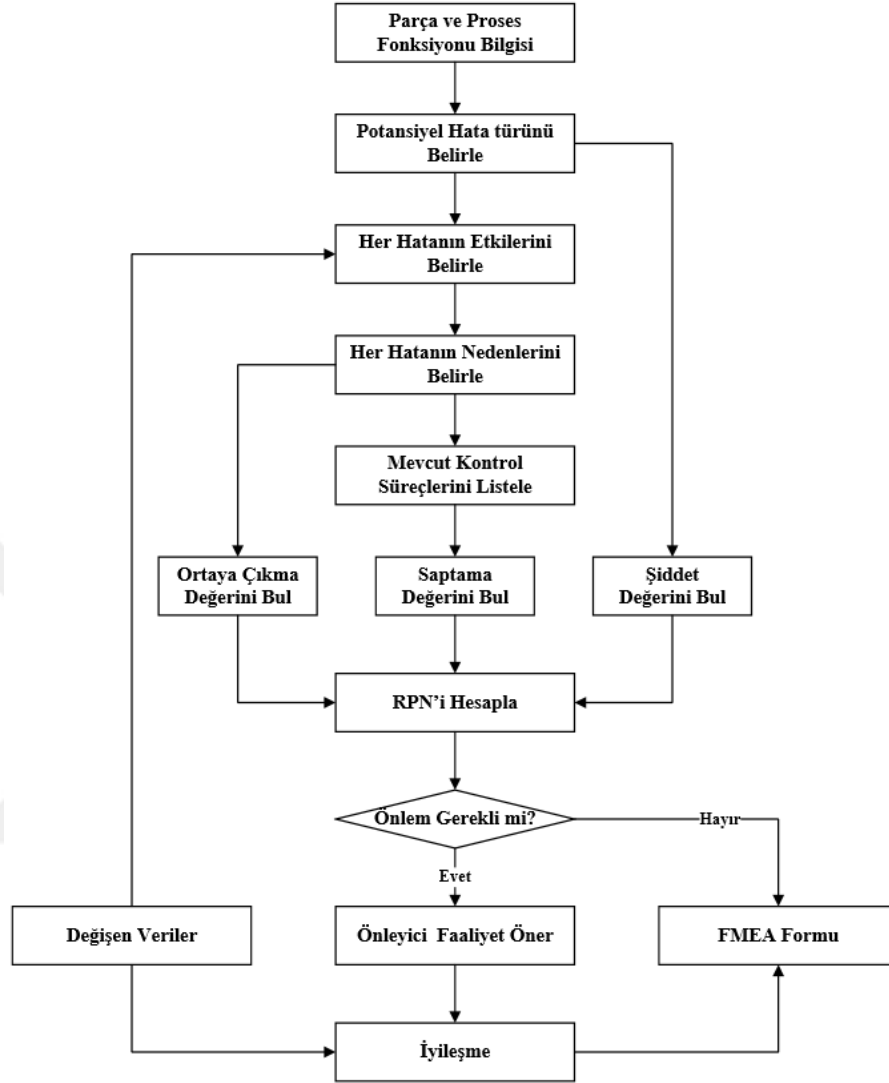 Parça ve Proses
Fonksiyonu Bilgisi
Potansiyel Hata türünü
Belirle
Her Hatanın Etkilerini
Belirle
Her Hatanın Nedenlerini
Belirle
Mevcut Kontrol
Süreçlerini Listele
Ortaya Çıkma
Değerini Bul
Saptama
Değerini Bul
Şiddet
Değerini Bul
RPN’i Hesapla
Önlem Gerekli mi?
Hayır
Evet
Değişen Veriler
Önleyici Faaliyet Öner
FMEA Formu
İyileşme